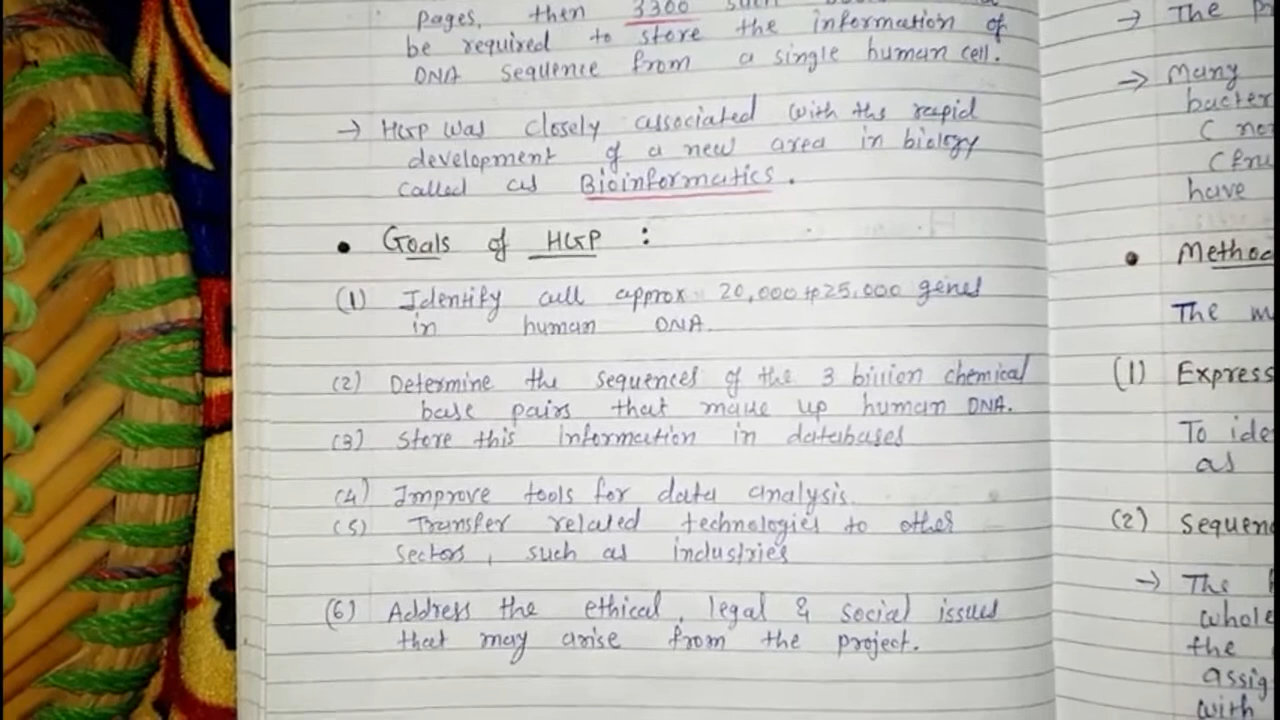 pages, then 3300 such
be required to store the information of
DNA sequence from a single human cell.
→ HGP was closely associated with the rapid
development of a new area in biology
called as Bioinformatics.
• Goals of HGP :
(1) Identify all approx 20,000 to 25,000 genes
in human DNA.
(2) Determine the sequences of the 3 billion chemical
base pairs that make up human DNA.
(3) Store this information in databases
(4) Improve tools for data analysis.
(5) Transfer related technologies to other
sectors, such as industries
(6) Address the ethical, legal & social issues
that may arise from the project.
→ The
→ Many
bacter
(
have
• Method
The m
(1) Express
To ide
as
(2) Sequen
→ The
whole
the
assig
with